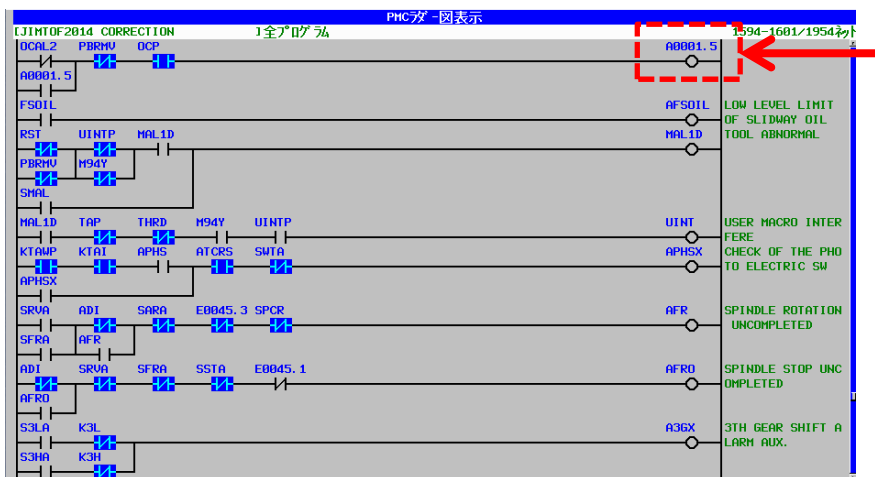 PMCﾗﾀﾞｰ図表示
[JIMTOF2014 CORRECTION ]全ﾌﾟﾛｸﾞﾗﾑ 1594-1601/1954ﾈｯﾄ
OCAL2 PBRMV OCP A0001.5
A0001.5
FSOIL AFSOIL LOW LEVEL LIMIT
OF SLIDWAY OIL
RST UINTP MAL1D MAL1D TOOL ABNORMAL
PBRMV M94Y
SMAL
MAL1D TAP THRD M94Y UINTP UINT USER MACRO INTER
FERE
KTAWP KTAI APHS ATCRS SWTA APHSX CHECK OF THE PHO
TO ELECTRIC SW
APHSX
SRVA ADI SARA E0045.3 SPCR AFR SPINDLE ROTATION
UNCOMPLETED
SFRA AFR
ADI SRVA SFRA SSTA E0045.1 AFRO SPINDLE STOP UNC
OMPLETED
AFRO
S3LA K3L A3GX 3TH GEAR SHIFT A
LARM AUX.
S3HA K3H